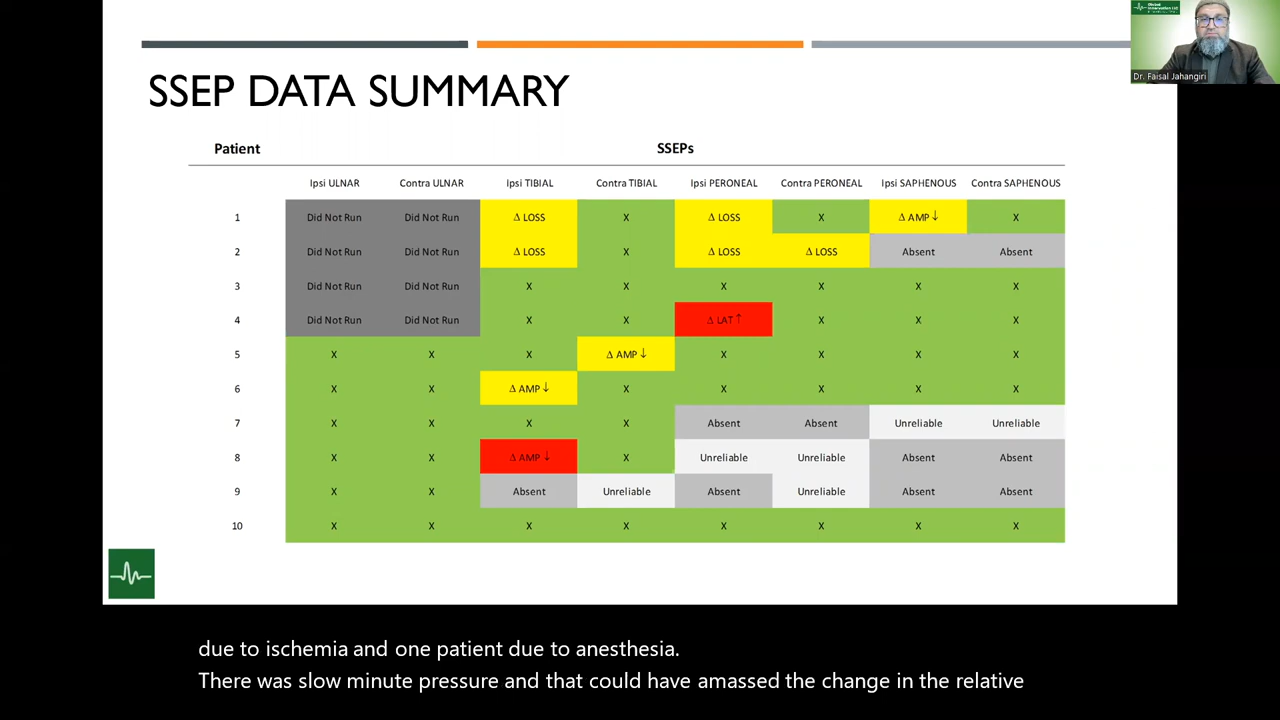 Global Innervation LLC
Dr. Faisal Jahangiri
SSEP DATA SUMMARY
Patient SSEPs
Ipsi ULNAR Contra ULNAR Ipsi TIBIAL Contra TIBIAL Ipsi PERONEAL Contra PERONEAL Ipsi SAPHENOUS Contra SAPHENOUS
1 Did Not Run Did Not Run Δ LOSS X Δ LOSS X Δ AMP↓ X
2 Did Not Run Did Not Run Δ LOSS X Δ LOSS Δ LOSS Absent Absent
3 Did Not Run Did Not Run X X X X X X
4 Did Not Run Did Not Run X X Δ LAT↑ X X X
5 X X X Δ AMP↓ X X X X
6 X X Δ AMP↓ X X X X X
7 X X X X Absent Absent Unreliable Unreliable
8 X X Δ AMP↓ X Unreliable Unreliable Absent Absent
9 X X Absent Unreliable Absent Unreliable Absent Absent
10 X X X X X X X X
due to ischemia and one patient due to anesthesia.
There was slow minute pressure and that could have amassed the change in the relative